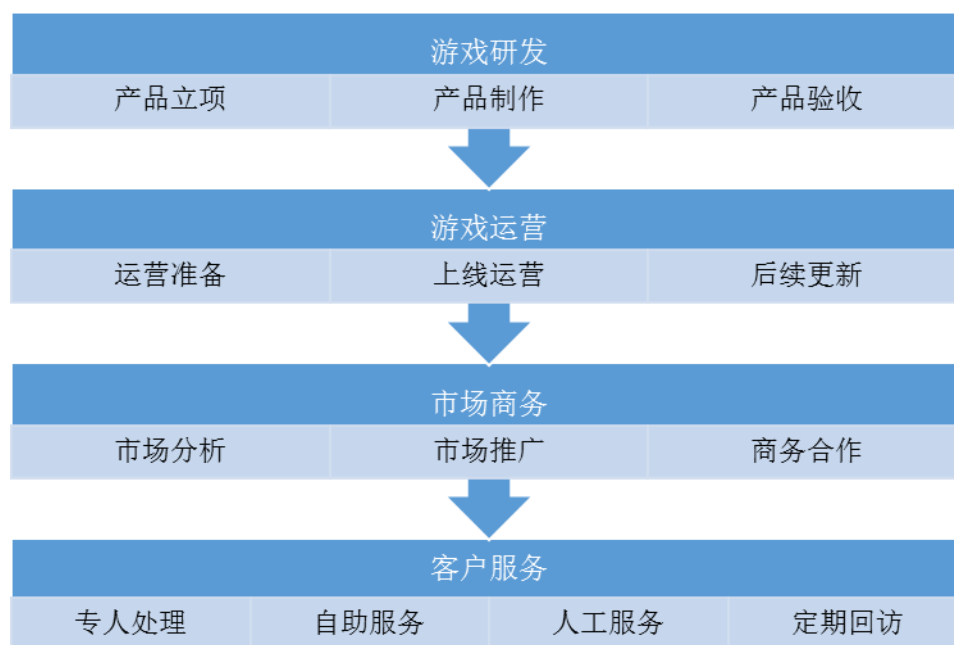 游戏研发
产品立项 产品制作 产品验收
游戏运营
运营准备 上线运营 后续更新
市场商务
市场分析 市场推广 商务合作
客户服务
专人处理 自助服务 人工服务 定期回访